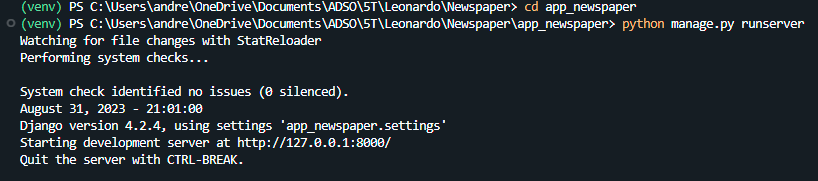 (venv) PS C:\Users\andre\OneDrive\Documents\ADSO\5T\Leonardo\Newspaper> cd app_newspaper
(venv) PS C:\Users\andre\OneDrive\Documents\ADSO\5T\Leonardo\Newspaper\app_newspaper> python manage.py runserver
Watching for file changes with StatReloader
Performing system checks...

System check identified no issues (0 silenced).
August 31, 2023 - 21:01:00
Django version 4.2.4, using settings 'app_newspaper.settings'
Starting development server at http://127.0.0.1:8000/
Quit the server with CTRL-BREAK.